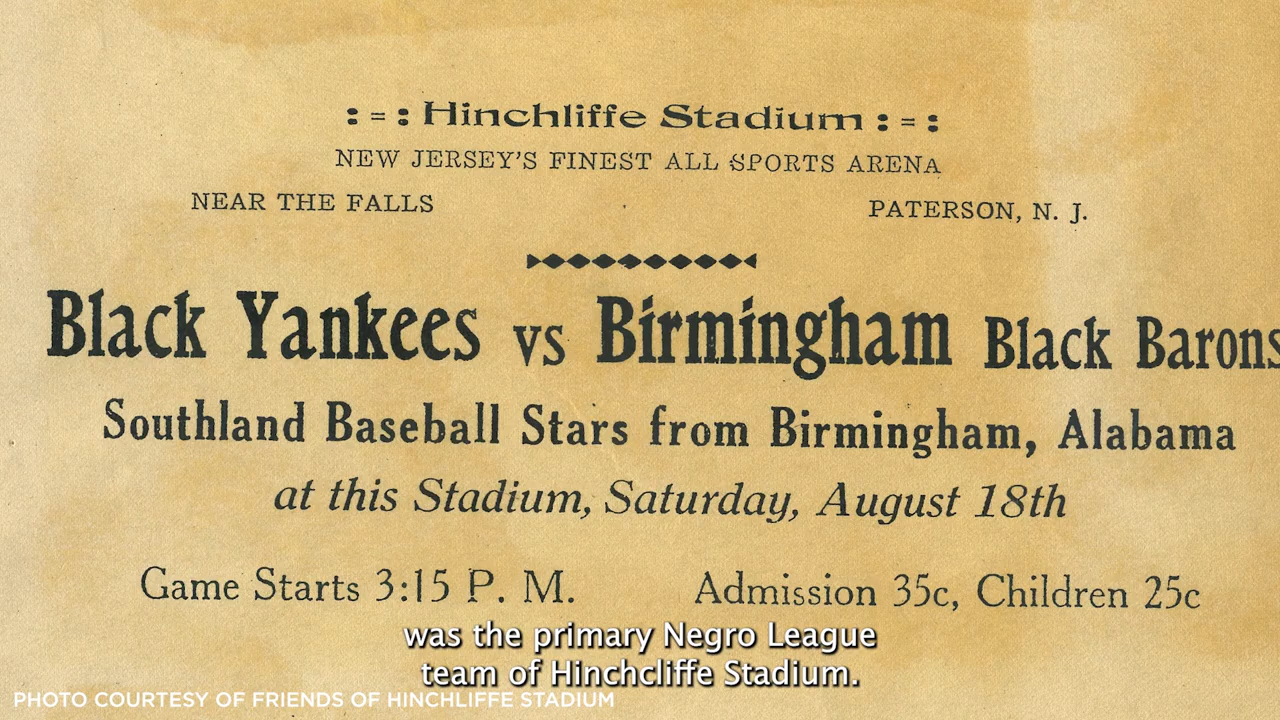 : = : Hinchliffe Stadium : = :
NEW JERSEY'S FINEST ALL SPORTS ARENA
NEAR THE FALLS
PATERSON, N. J.
Black Yankees vs Birmingham Black Barons
Southland Baseball Stars from Birmingham, Alabama
at this Stadium, Saturday, August 18th
Game Starts 3:15 P. M.
Admission 35c, Children 25c
was the primary Negro League
team of Hinchcliffe Stadium.
PHOTO COURTESY OF FRIENDS OF HINCHLIFFE STADIUM